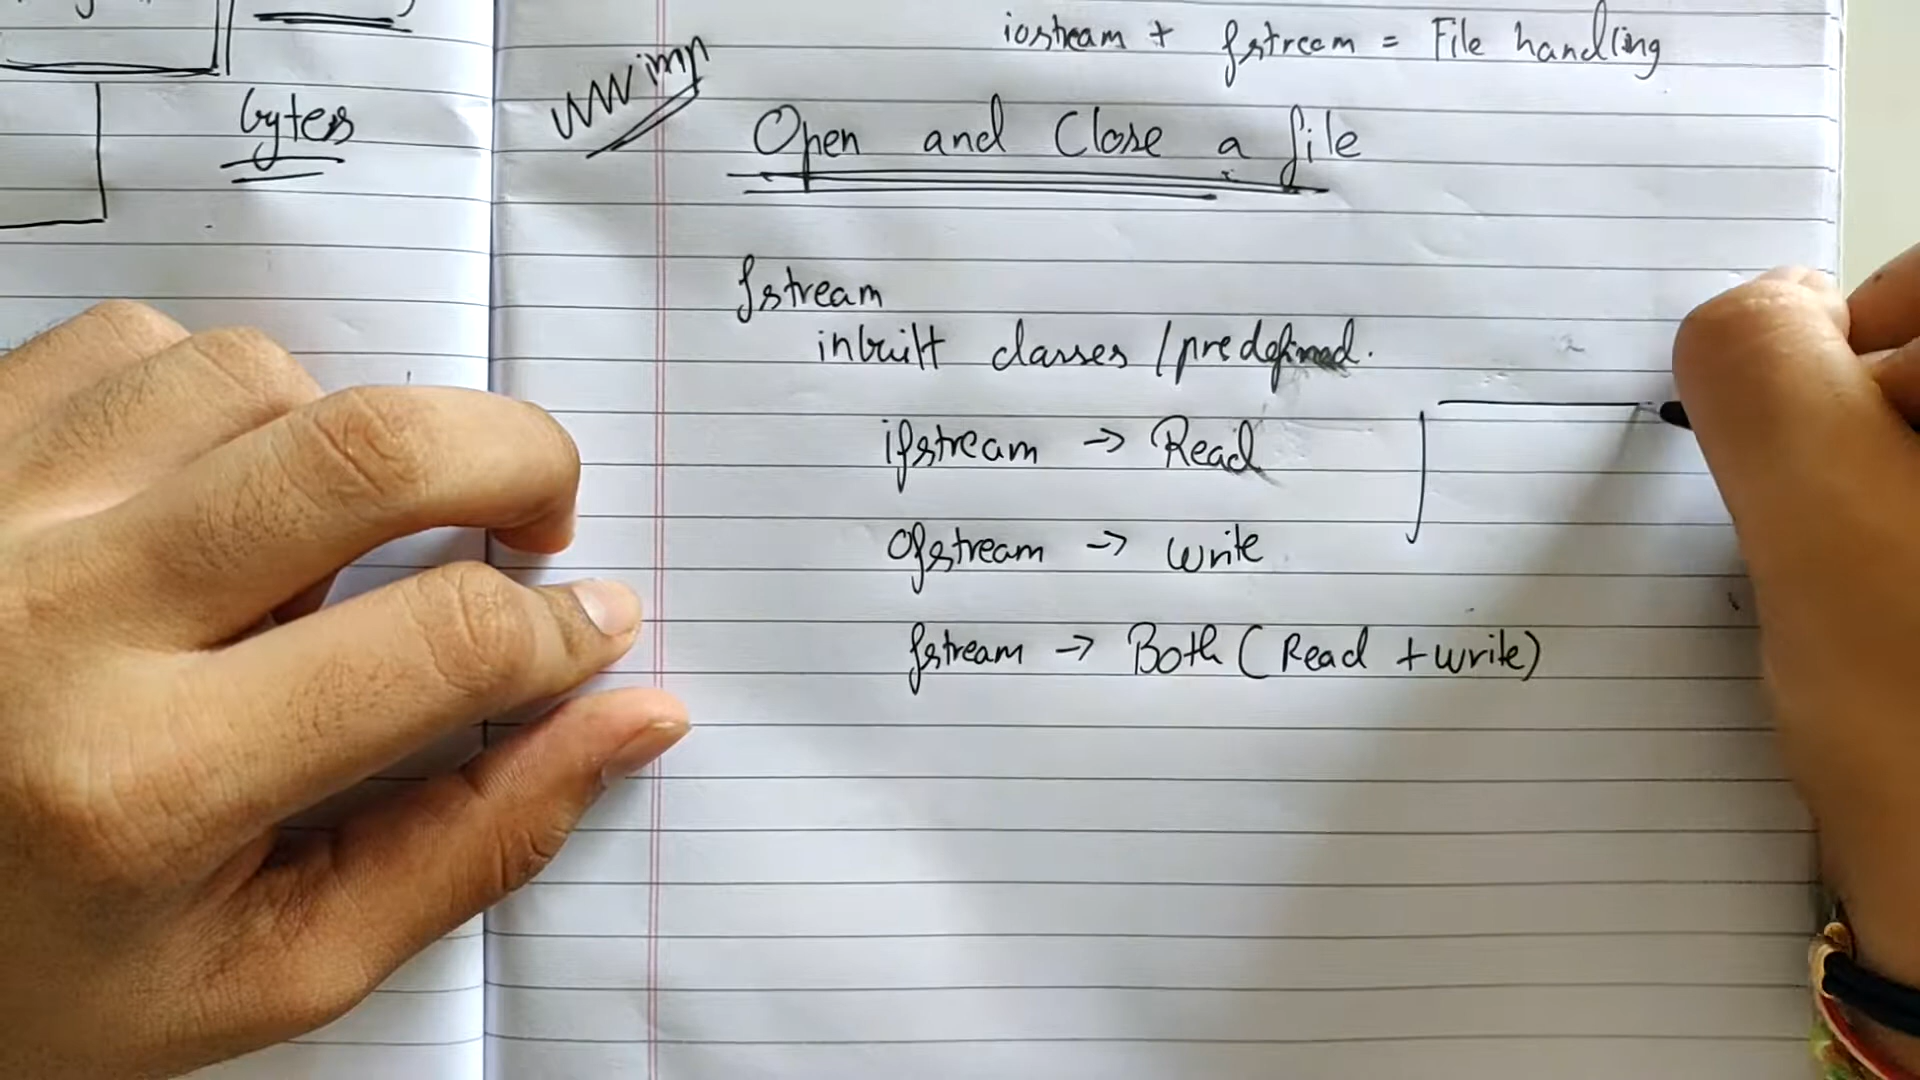 bytes
iostream + fstream = File handling
imp
Open and Close a file
fstream
inbuilt classes / predefined.
ifstream → Read
Ofstream → Write
fstream → Both (Read + write)